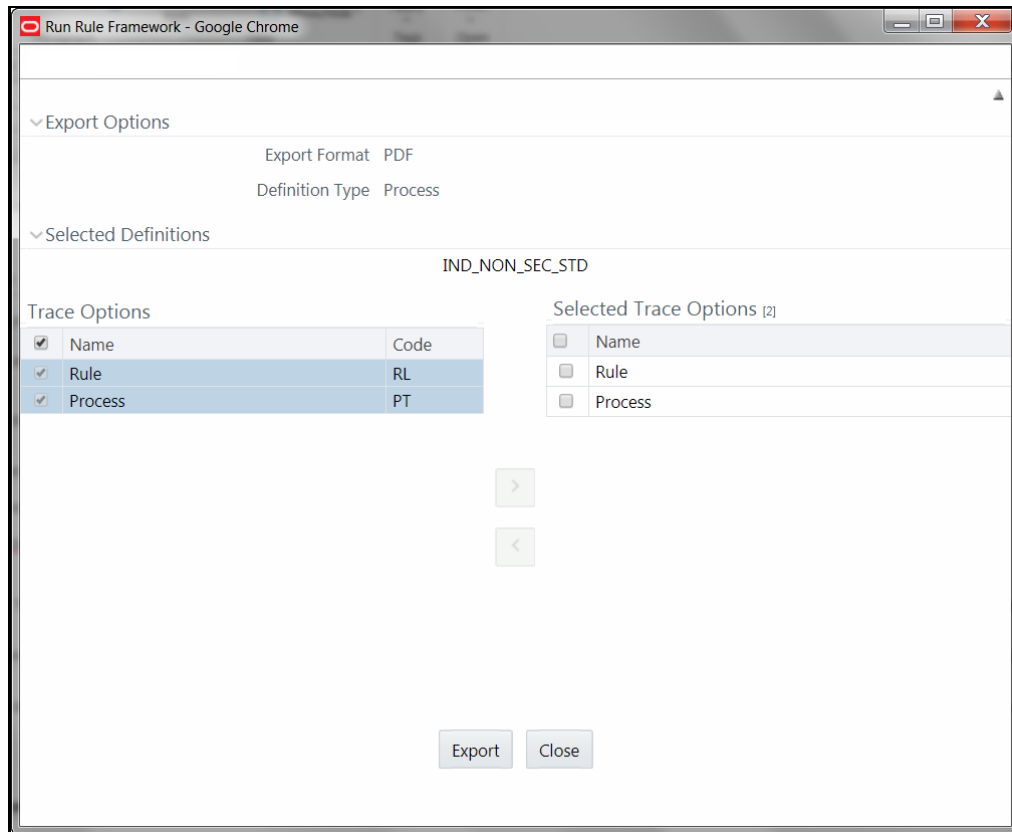 Run Rule Framework - Google Chrome
Export Options
Export Format PDF
Definition Type Process
Selected Definitions
IND_NON_SEC_STD
Trace Options
Name Code
Rule RL
Process PT
Selected Trace Options [2]
Name
Rule
Process
>
<
Export Close